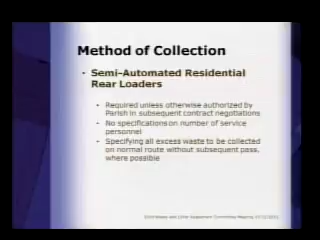 Method of Collection
• Semi-Automated Residential
Rear Loaders
• Required unless otherwise authorized by
Parish in subsequent contract negotiations
• No specifications on number of service
personnel
• Specifying all excess waste to be collected
on normal route without subsequent pass,
where possible